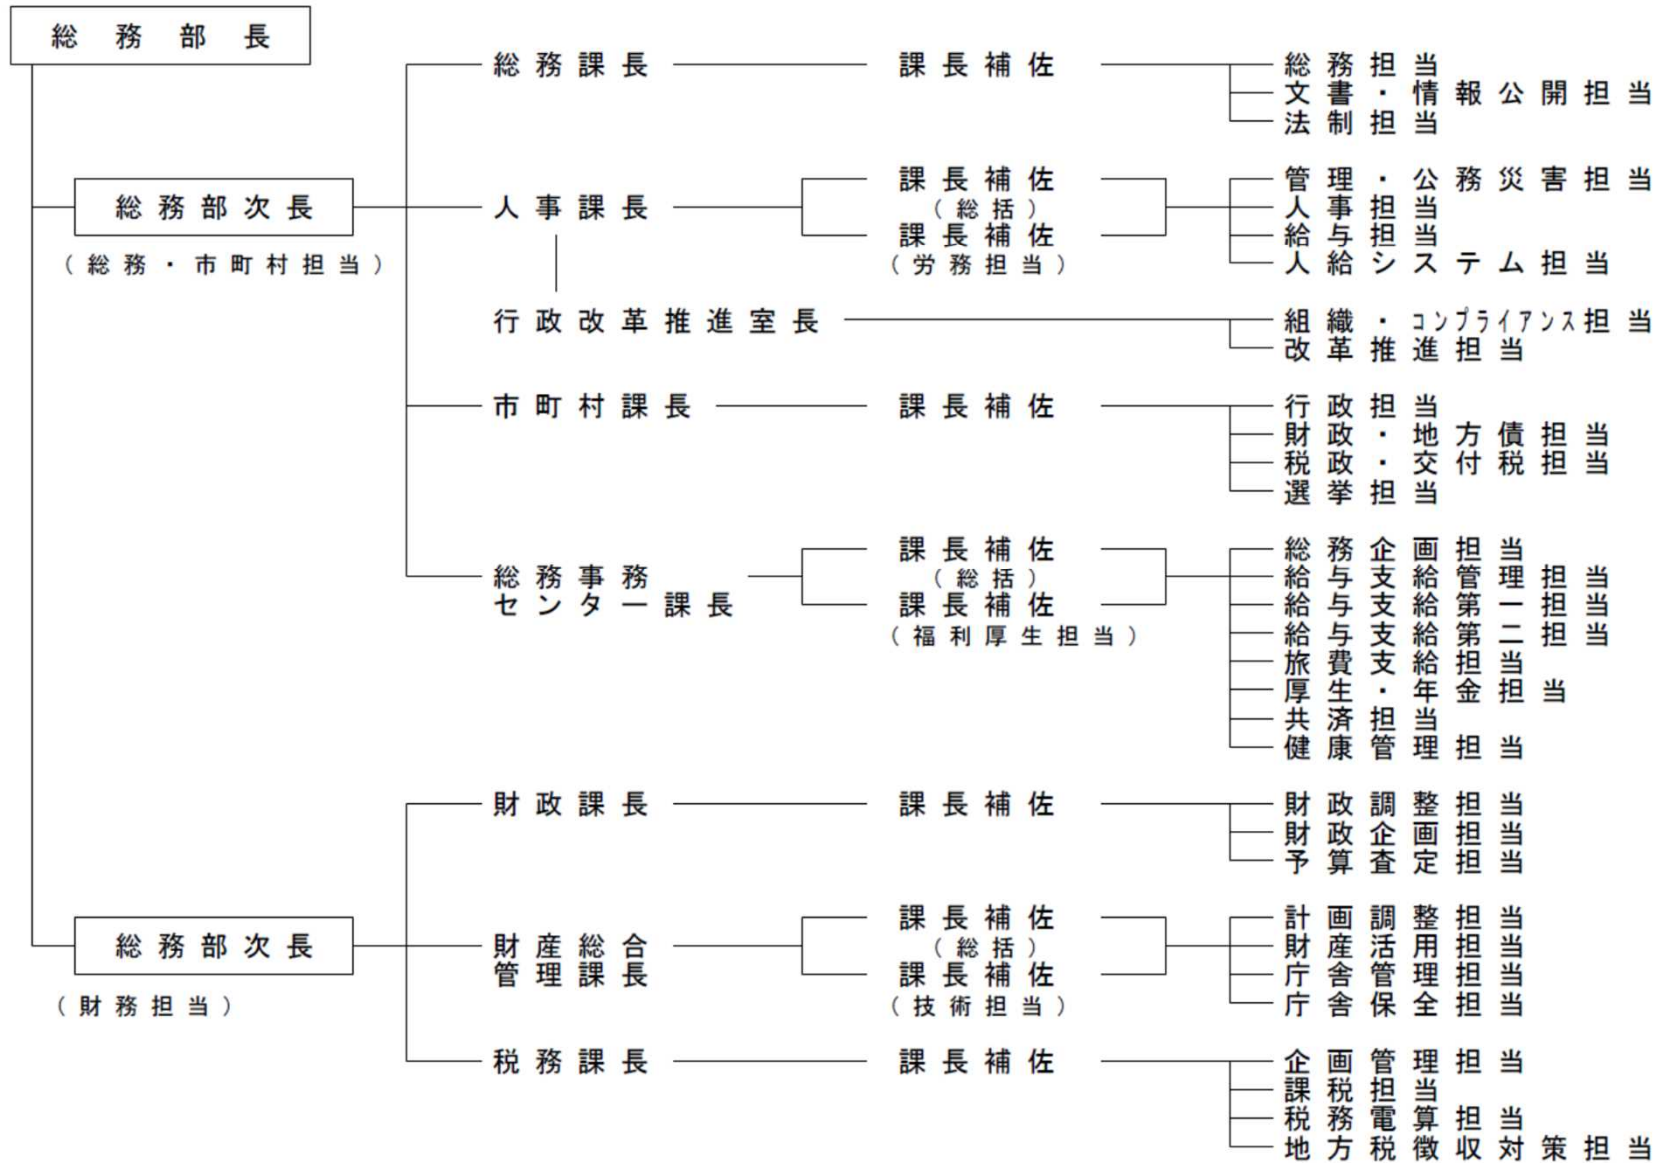 総務部長
総務課長 課長補佐 総務担当
文書・情報公開担当
法制担当
課長補佐 管理・公務災害担当
総務部次長 人事課長 （総括） 人事担当
課長補佐 給与担当
（総務・市町村担当） （労務担当） 人給システム担当
行政改革推進室長 組織・コンプライアンス担当
改革推進担当
市町村課長 課長補佐 行政担当
財政・地方債担当
税政・交付税担当
選挙担当
課長補佐 総務企画担当
総務事務 （総括） 給与支給管理担当
センター課長 課長補佐 給与支給第一担当
（福利厚生担当） 給与支給第二担当
旅費支給担当
厚生・年金担当
共済担当
健康管理担当
財政課長 課長補佐 財政調整担当
財政企画担当
予算査定担当
課長補佐 計画調整担当
総務部次長 財産総合 （総括） 財産活用担当
管理課長 課長補佐 庁舎管理担当
（財務担当） （技術担当） 庁舎保全担当
税務課長 課長補佐 企画管理担当
課税担当
税務電算担当
地方税徴収対策担当